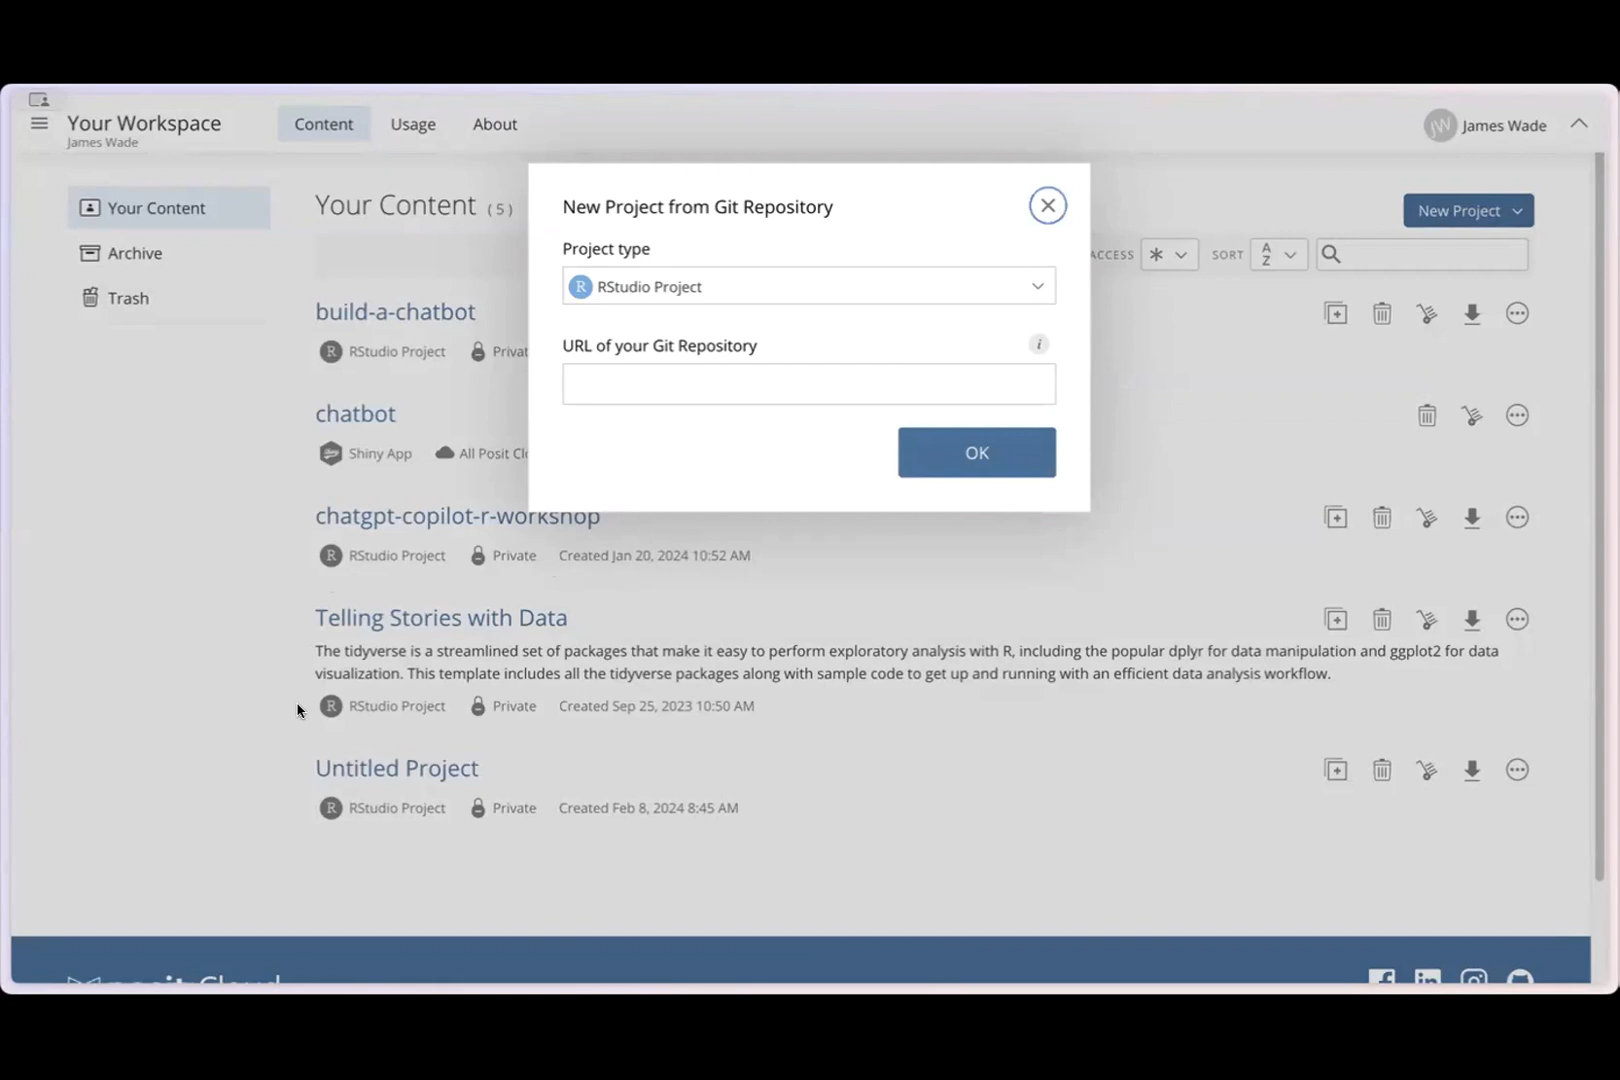 Your Workspace
James Wade
Content
Usage
About
JW
James Wade
Your Content
Archive
Trash
Your Content (5)
New Project
ACCESS
*
SORT
A
Z
New Project from Git Repository
Project type
R RStudio Project
URL of your Git Repository
i
OK
build-a-chatbot
R RStudio Project
chatbot
Shiny App
All Posit
chatgpt-copilot-r-workshop
R RStudio Project Private Created Jan 20, 2024 10:52 AM
Telling Stories with Data
The tidyverse is a streamlined set of packages that make it easy to perform exploratory analysis with R, including the popular dplyr for data manipulation and ggplot2 for data
visualization. This template includes all the tidyverse packages along with sample code to get up and running with an efficient data analysis workflow.
R RStudio Project Private Created Sep 25, 2023 10:50 AM
Untitled Project
R RStudio Project Private Created Feb 8, 2024 8:45 AM
posit Cloud